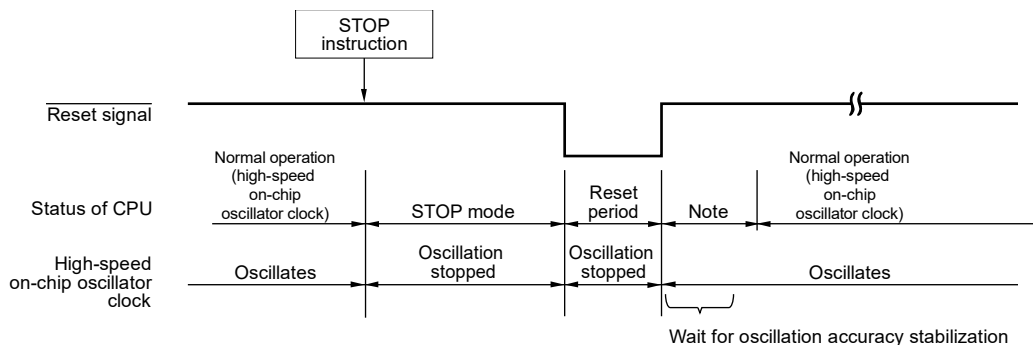 STOP
instruction
Reset signal
Normal operation
(high-speed
on-chip
oscillator clock)
Reset
period
Normal operation
(high-speed
on-chip
oscillator clock)
Status of CPU
STOP mode
Note
High-speed
on-chip oscillator
clock
Oscillates
Oscillation
stopped
Oscillation
stopped
Oscillates
Wait for oscillation accuracy stabilization